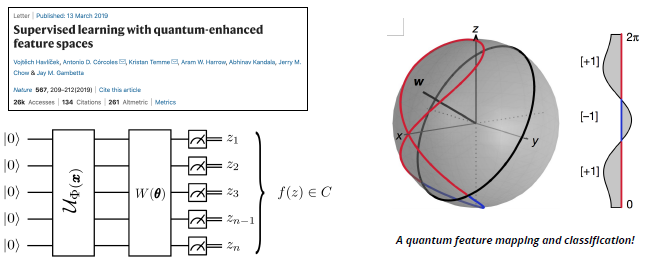 Letter | Published: 13 March 2019
Supervised learning with quantum-enhanced
feature spaces
Vojtěch Havlíček, Antonio D. Córcoles, Kristan Temme, Aram W. Harrow, Abhinav Kandala, Jerry M.
Chow & Jay M. Gambetta
Nature 567, 209–212(2019) | Cite this article
26k Accesses | 134 Citations | 261 Altmetric | Metrics
|0⟩
|0⟩
|0⟩
|0⟩
|0⟩
𝒰Φ(x)
W(θ)
z1
z2
z3
zn−1
zn
f(z) ∈ C
z
w
x
y
2π
[+1]
[−1]
[+1]
0
A quantum feature mapping and classification!